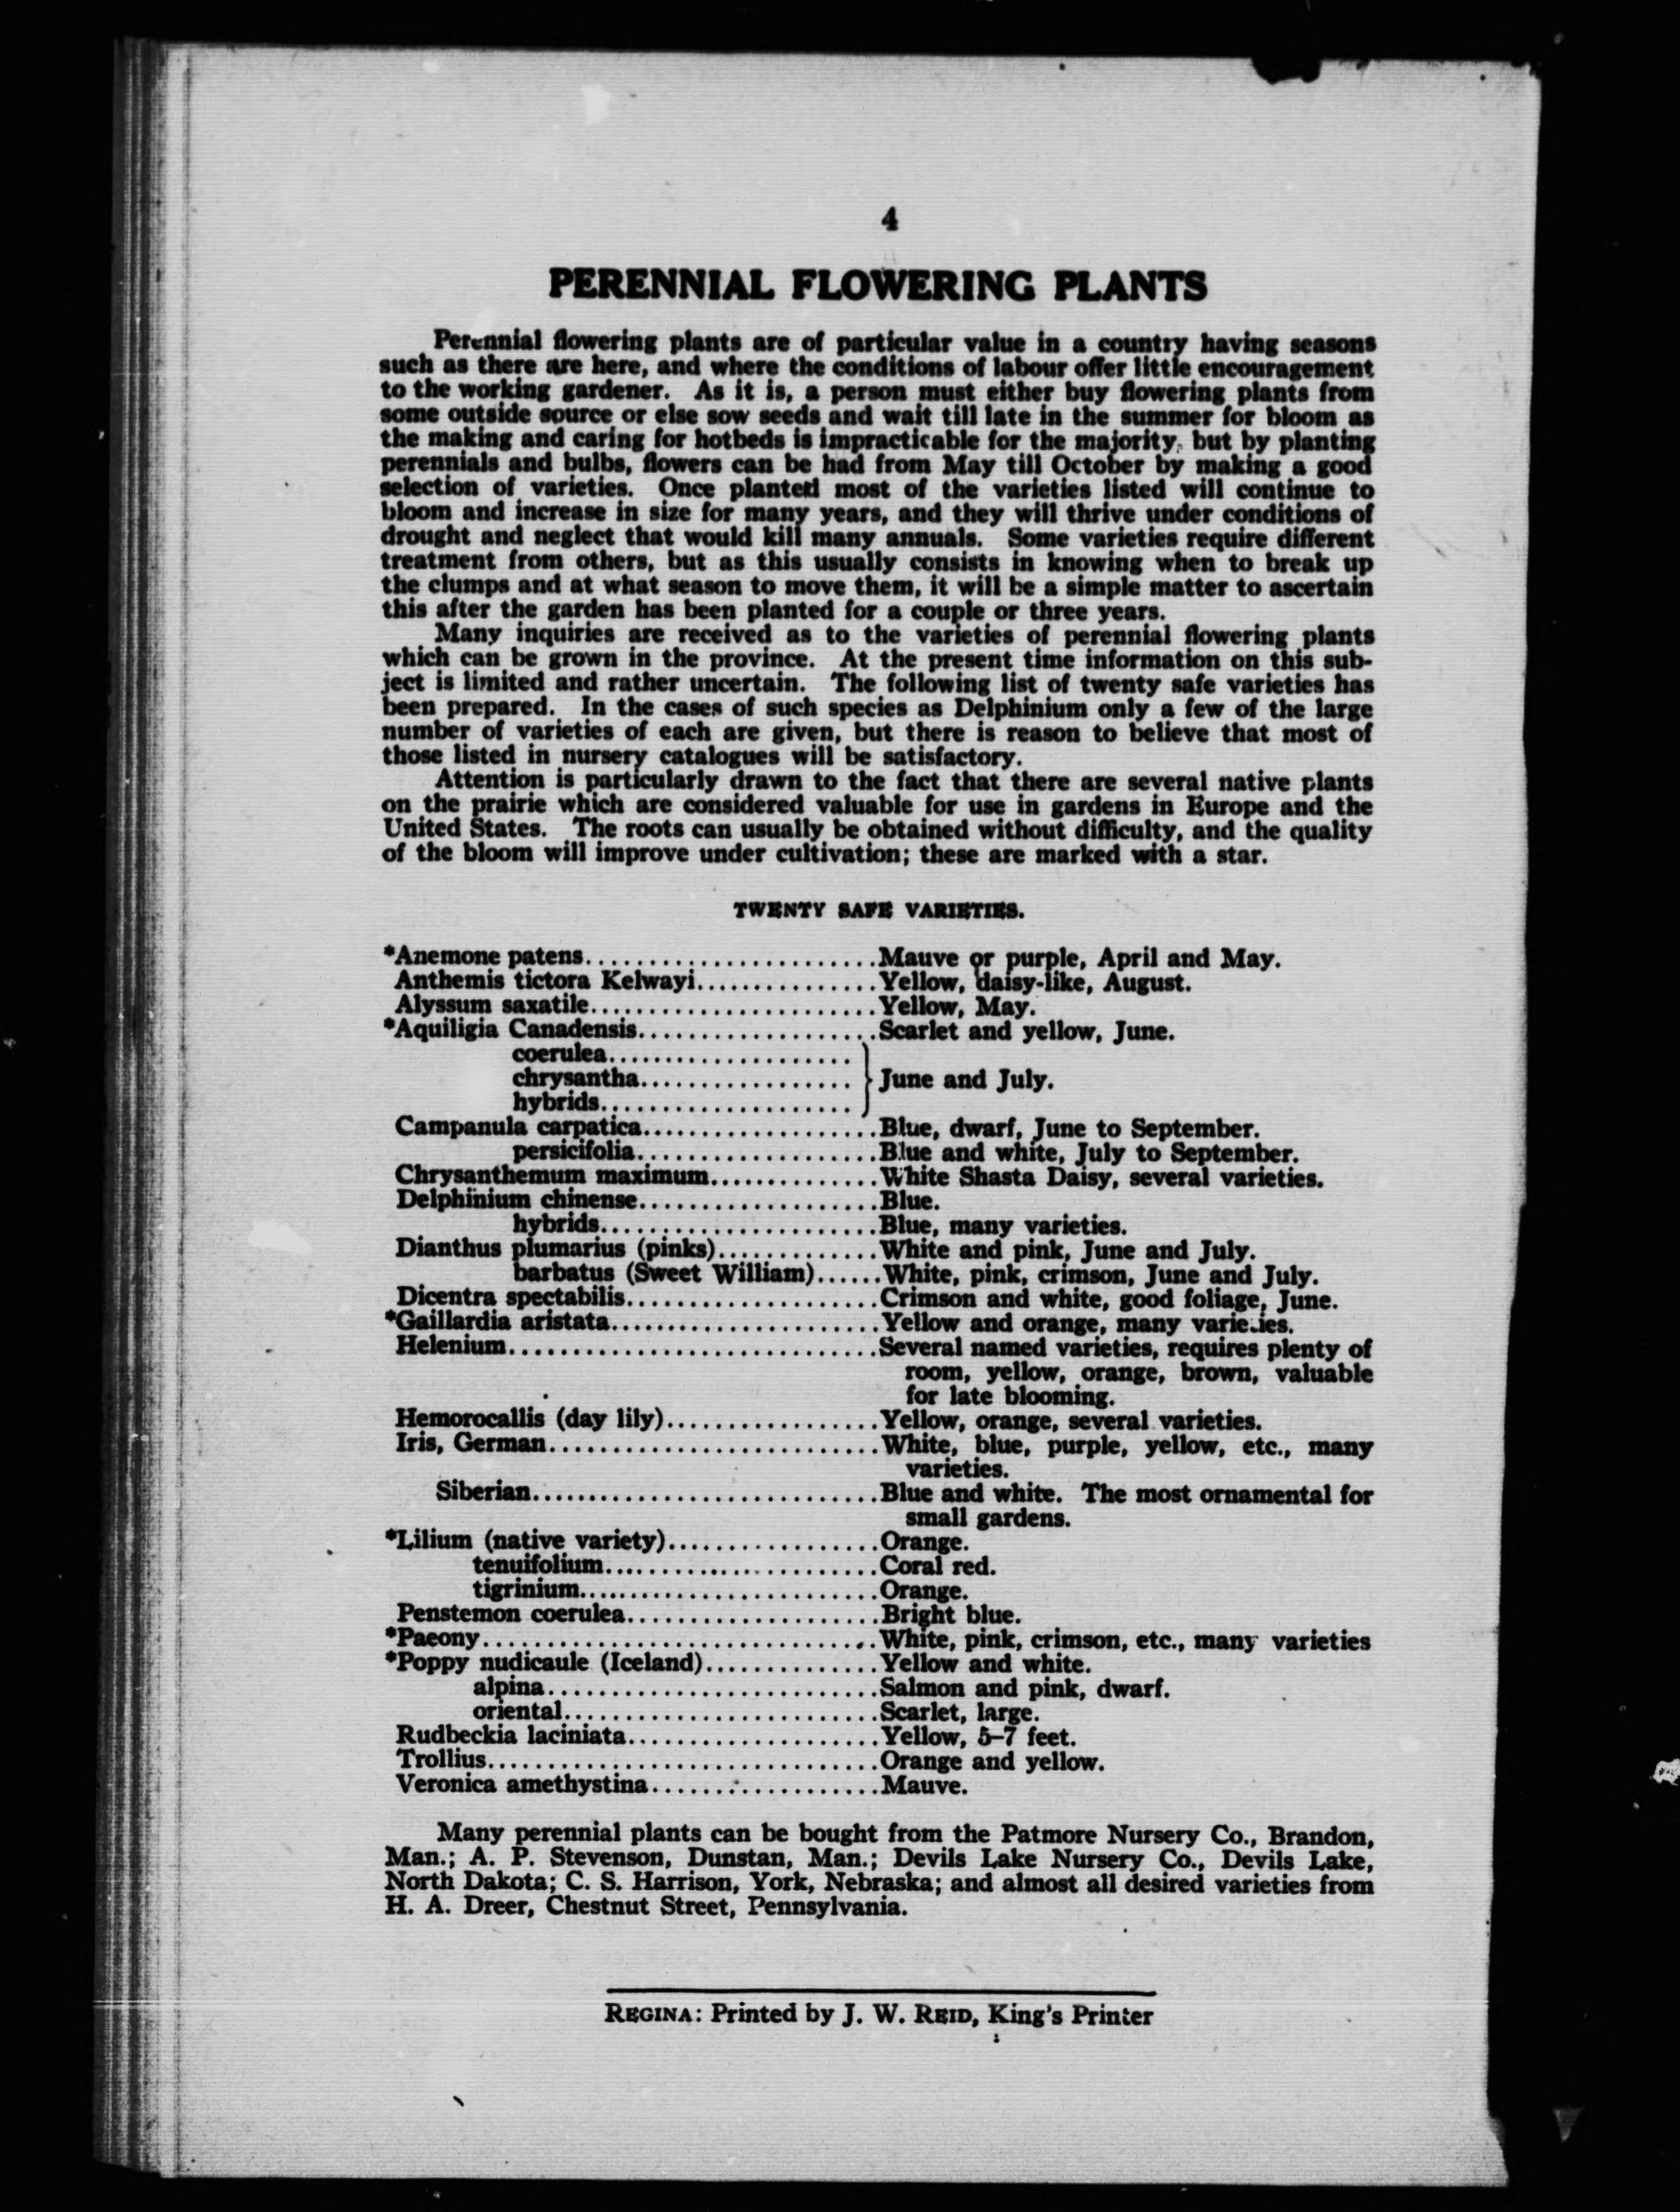 4
PERENNIAL FLOWERING PLANTS
Perennial flowering plants are of particular value in a country having seasons
such as there are here, and where the conditions of labour offer little encouragement
to the working gardener. As it is, a person must either buy flowering plants from
some outside source or else sow seeds and wait till late in the summer for bloom as
the making and caring for hotbeds is impracticable for the majority, but by planting
perennials and bulbs, flowers can be had from May till October by making a good
selection of varieties. Once planted most of the varieties listed will continue to
bloom and increase in size for many years, and they will thrive under conditions of
drought and neglect that would kill many annuals. Some varieties require different
treatment from others, but as this usually consists in knowing when to break up
the clumps and at what season to move them, it will be a simple matter to ascertain
this after the garden has been planted for a couple or three years.
Many inquiries are received as to the varieties of perennial flowering plants
which can be grown in the province. At the present time information on this sub-
ject is limited and rather uncertain. The following list of twenty safe varieties has
been prepared. In the cases of such species as Delphinium only a few of the large
number of varieties of each are given, but there is reason to believe that most of
those listed in nursery catalogues will be satisfactory.
Attention is particularly drawn to the fact that there are several native plants
on the prairie which are considered valuable for use in gardens in Europe and the
United States. The roots can usually be obtained without difficulty, and the quality
of the bloom will improve under cultivation; these are marked with a star.
TWENTY SAFE VARIETIES.
*Anemone patens.......................Mauve or purple, April and May.
Anthemis tictora Kelwayi...............Yellow, daisy-like, August.
Alyssum saxatile.......................Yellow, May.
*Aquiligia Canadensis...................Scarlet and yellow, June.
coerulea...................
chrysantha................. } June and July.
hybrids....................
Campanula carpatica...................Blue, dwarf, June to September.
persicifolia...................Blue and white, July to September.
Chrysanthemum maximum..............White Shasta Daisy, several varieties.
Delphinium chinense...................Blue.
hybrids......................Blue, many varieties.
Dianthus plumarius (pinks).............White and pink, June and July.
barbatus (Sweet William)......White, pink, crimson, June and July.
Dicentra spectabilis....................Crimson and white, good foliage, June.
*Gaillardia aristata......................Yellow and orange, many varieties.
Helenium.............................Several named varieties, requires plenty of
room, yellow, orange, brown, valuable
for late blooming.
Hemorocallis (day lily).................Yellow, orange, several varieties.
Iris, German..........................White, blue, purple, yellow, etc., many
varieties.
Siberian...........................Blue and white. The most ornamental for
small gardens.
*Lilium (native variety).................Orange.
tenuifolium......................Coral red.
tigrinium........................Orange.
Penstemon coerulea....................Bright blue.
*Paeony...............................White, pink, crimson, etc., many varieties
*Poppy nudicaule (Iceland)..............Yellow and white.
alpina..........................Salmon and pink, dwarf.
oriental.........................Scarlet, large.
Rudbeckia laciniata....................Yellow, 5–7 feet.
Trollius...............................Orange and yellow.
Veronica amethystina..................Mauve.
Many perennial plants can be bought from the Patmore Nursery Co., Brandon,
Man.; A. P. Stevenson, Dunstan, Man.; Devils Lake Nursery Co., Devils Lake,
North Dakota; C. S. Harrison, York, Nebraska; and almost all desired varieties from
H. A. Dreer, Chestnut Street, Pennsylvania.
REGINA: Printed by J. W. REID, King's Printer